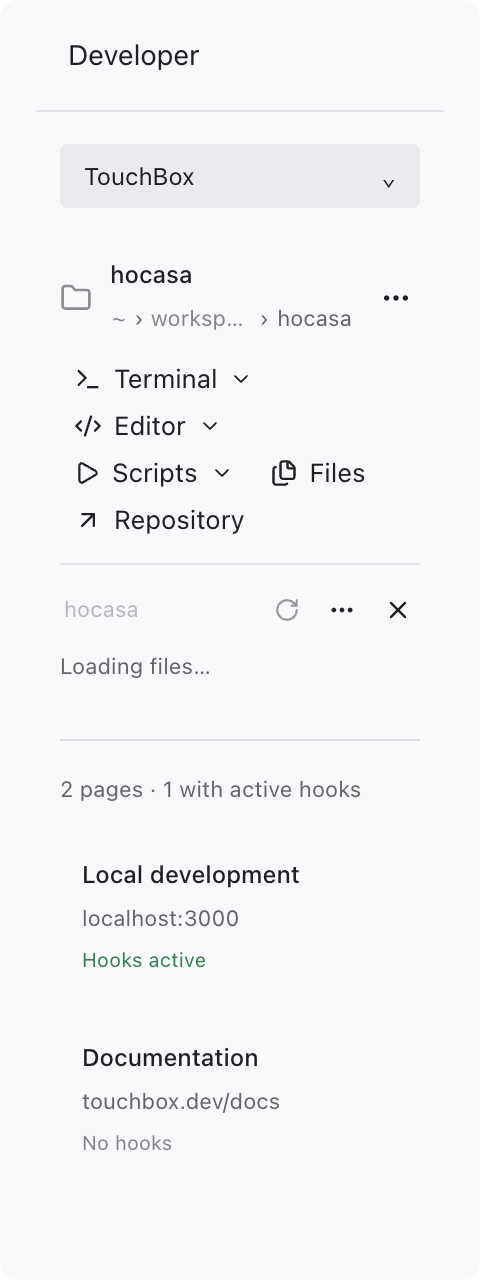 Developer
TouchBox
hocasa
~ › worksp... › hocasa
Terminal
Editor
Scripts Files
Repository
hocasa
Loading files...
2 pages · 1 with active hooks
Local development
localhost:3000
Hooks active
Documentation
touchbox.dev/docs
No hooks